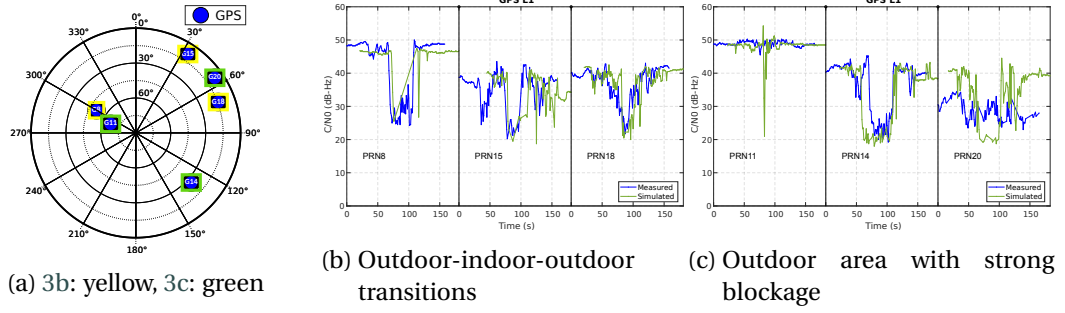 GPS
0°
0°
30°
60°
90°
120°
150°
180°
210°
240°
270°
300°
330°
30°
60°
G15
G20
G18
G11
G14
(a) 3b: yellow, 3c: green
GPS L1
C/N0 (dB-Hz)
60
50
40
30
20
10
0
PRN8
PRN15
PRN18
Measured
Simulated
0 50 100 150 0 50 100 150 0 50 100 150
Time (s)
(b) Outdoor-indoor-outdoor
transitions
GPS L1
C/N0 (dB-Hz)
60
50
40
30
20
10
0
PRN11
PRN14
PRN20
Measured
Simulated
0 50 100 150 0 50 100 150 0 50 100 150
Time (s)
(c) Outdoor area with strong
blockage